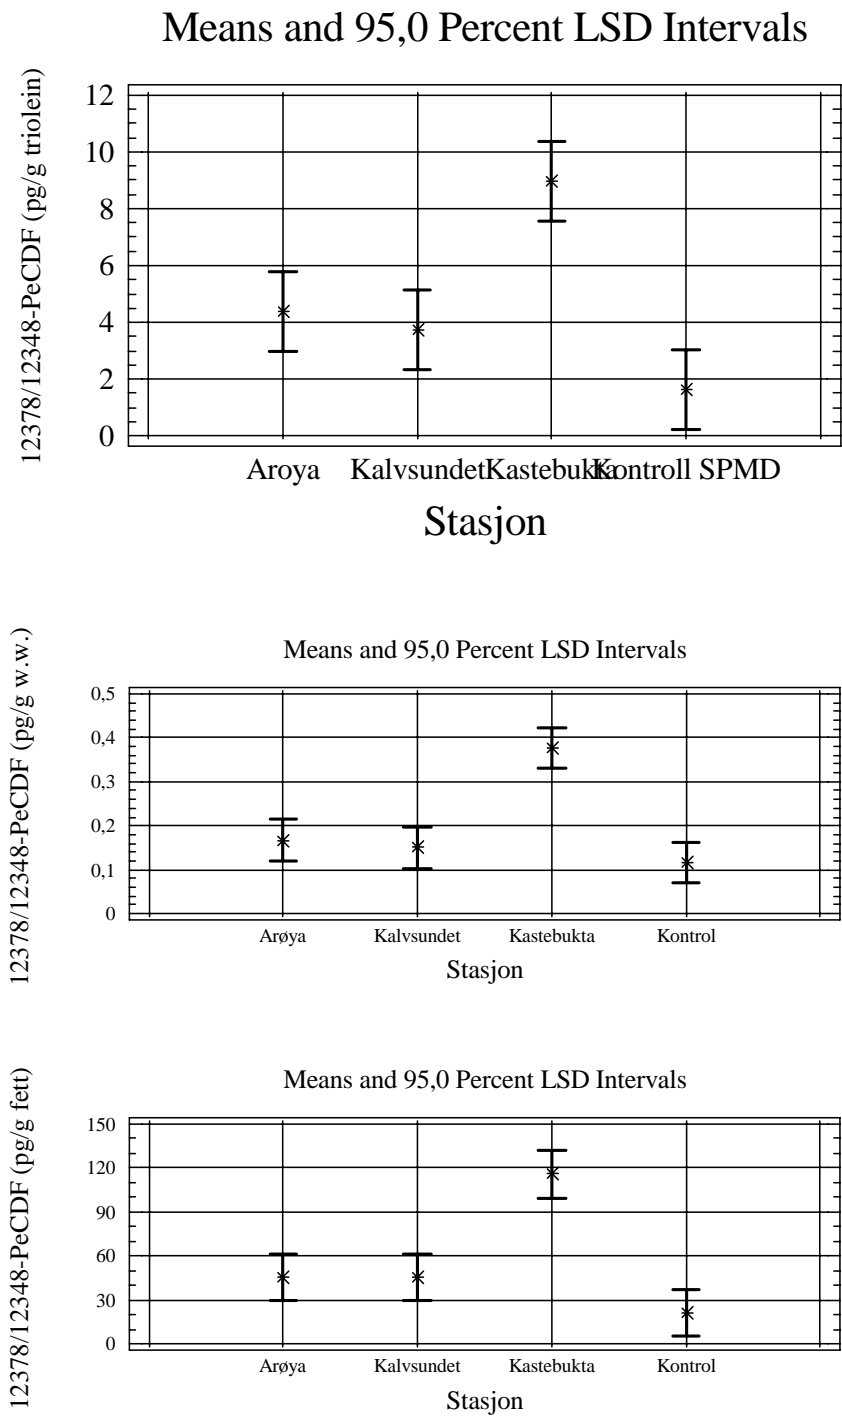 Means and 95,0 Percent LSD Intervals
12378/12348-PeCDF (pg/g triolein)
12
10
8
6
4
2
0
Aroya Kalvsundet Kastebukta Kontroll SPMD
Stasjon
Means and 95,0 Percent LSD Intervals
12378/12348-PeCDF (pg/g w.w.)
0,5
0,4
0,3
0,2
0,1
0
Arøya Kalvsundet Kastebukta Kontrol
Stasjon
Means and 95,0 Percent LSD Intervals
12378/12348-PeCDF (pg/g fett)
150
120
90
60
30
0
Arøya Kalvsundet Kastebukta Kontrol
Stasjon